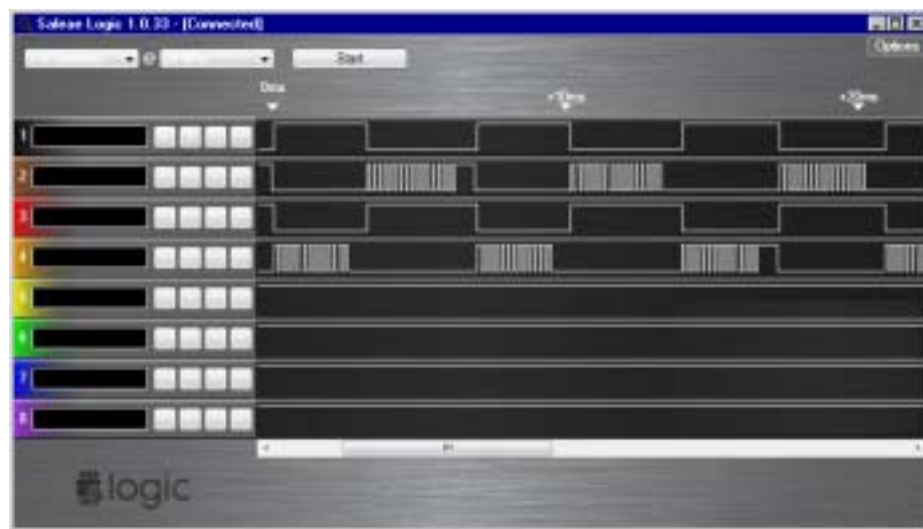 Saleae Logic 1.0.33 - [Connected]
@ Start
Options
0ms +10ms +20ms
1
2
3
4
5
6
7
8
logic